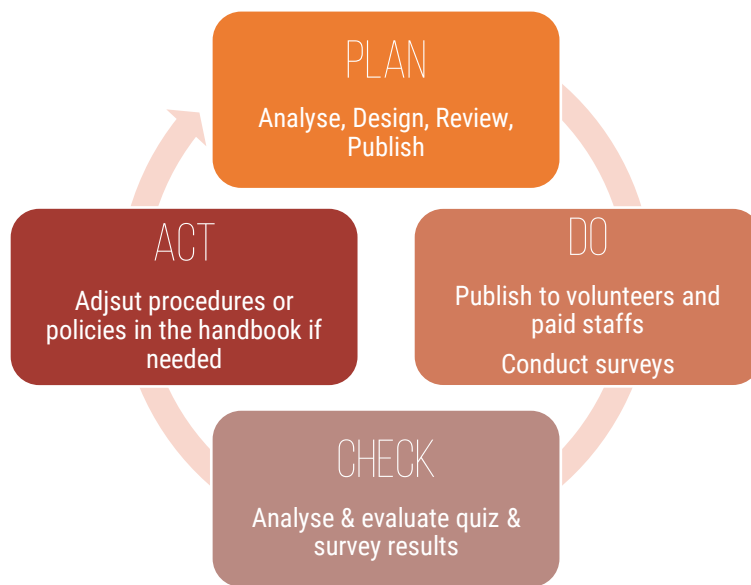 PLAN
Analyse, Design, Review,
Publish
ACT
Adjsut procedures or
policies in the handbook if
needed
DO
Publish to volunteers and
paid staffs
Conduct surveys
CHECK
Analyse & evaluate quiz &
survey results